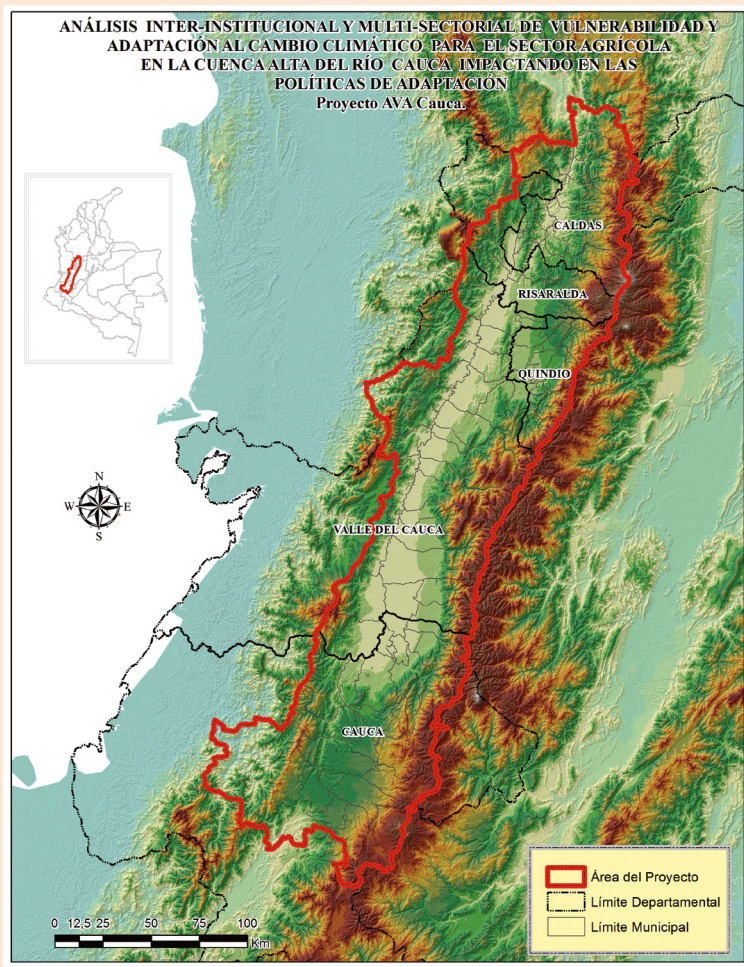 ANÁLISIS INTER-INSTITUCIONAL Y MULTI-SECTORIAL DE VULNERABILIDAD Y
ADAPTACIÓN AL CAMBIO CLIMÁTICO PARA EL SECTOR AGRÍCOLA
EN LA CUENCA ALTA DEL RÍO CAUCA IMPACTANDO EN LAS
POLÍTICAS DE ADAPTACIÓN
Proyecto AVA Cauca.
CALDAS
RISARALDA
QUINDIO
N
W E
S
VALLE DEL CAUCA
CAUCA
Área del Proyecto
Límite Departamental
Límite Municipal
0 12,5 25 50 75 100
Km